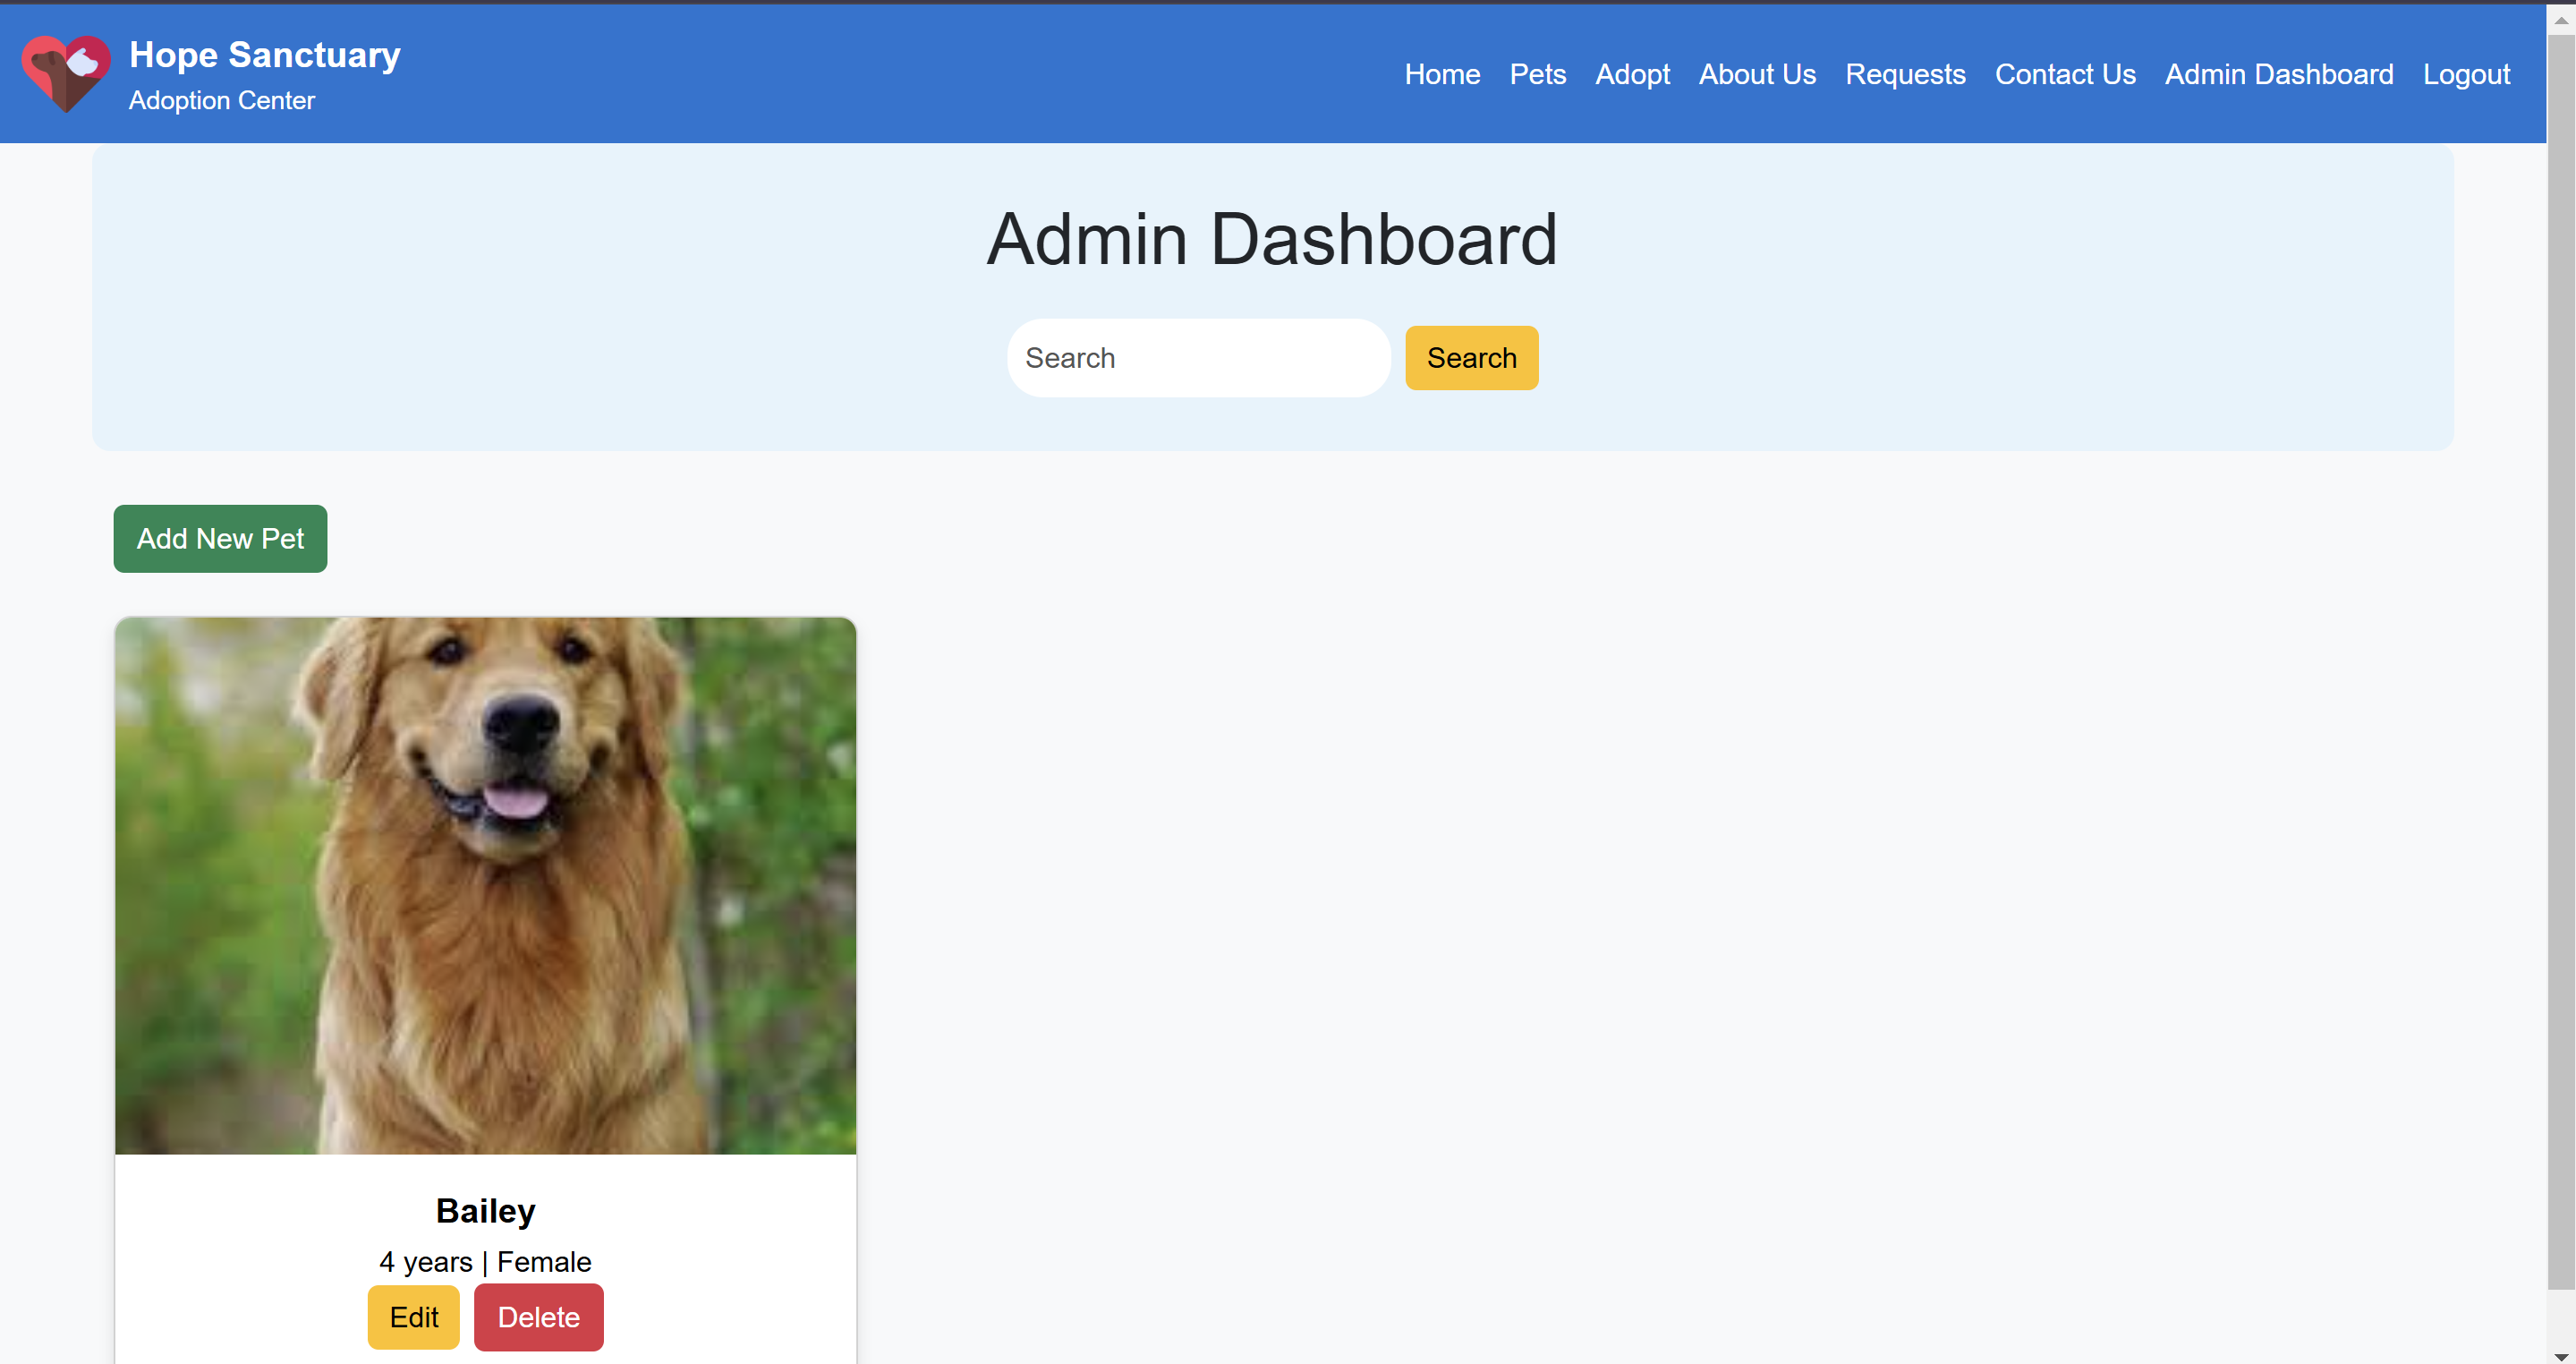 Hope Sanctuary
Adoption Center
Home Pets Adopt About Us Requests Contact Us Admin Dashboard Logout
Admin Dashboard
Search Search
Add New Pet
Bailey
4 years | Female
Edit Delete